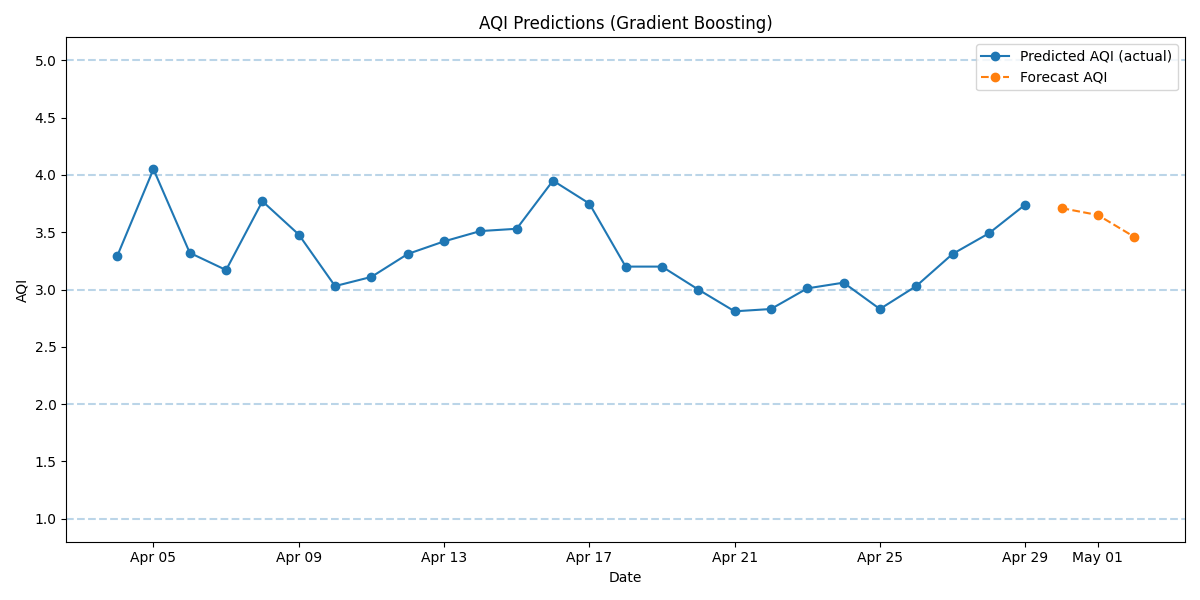 AQI Predictions (Gradient Boosting)
Predicted AQI (actual)
Forecast AQI
AQI
5.0
4.5
4.0
3.5
3.0
2.5
2.0
1.5
1.0
Apr 05 Apr 09 Apr 13 Apr 17 Apr 21 Apr 25 Apr 29 May 01
Date